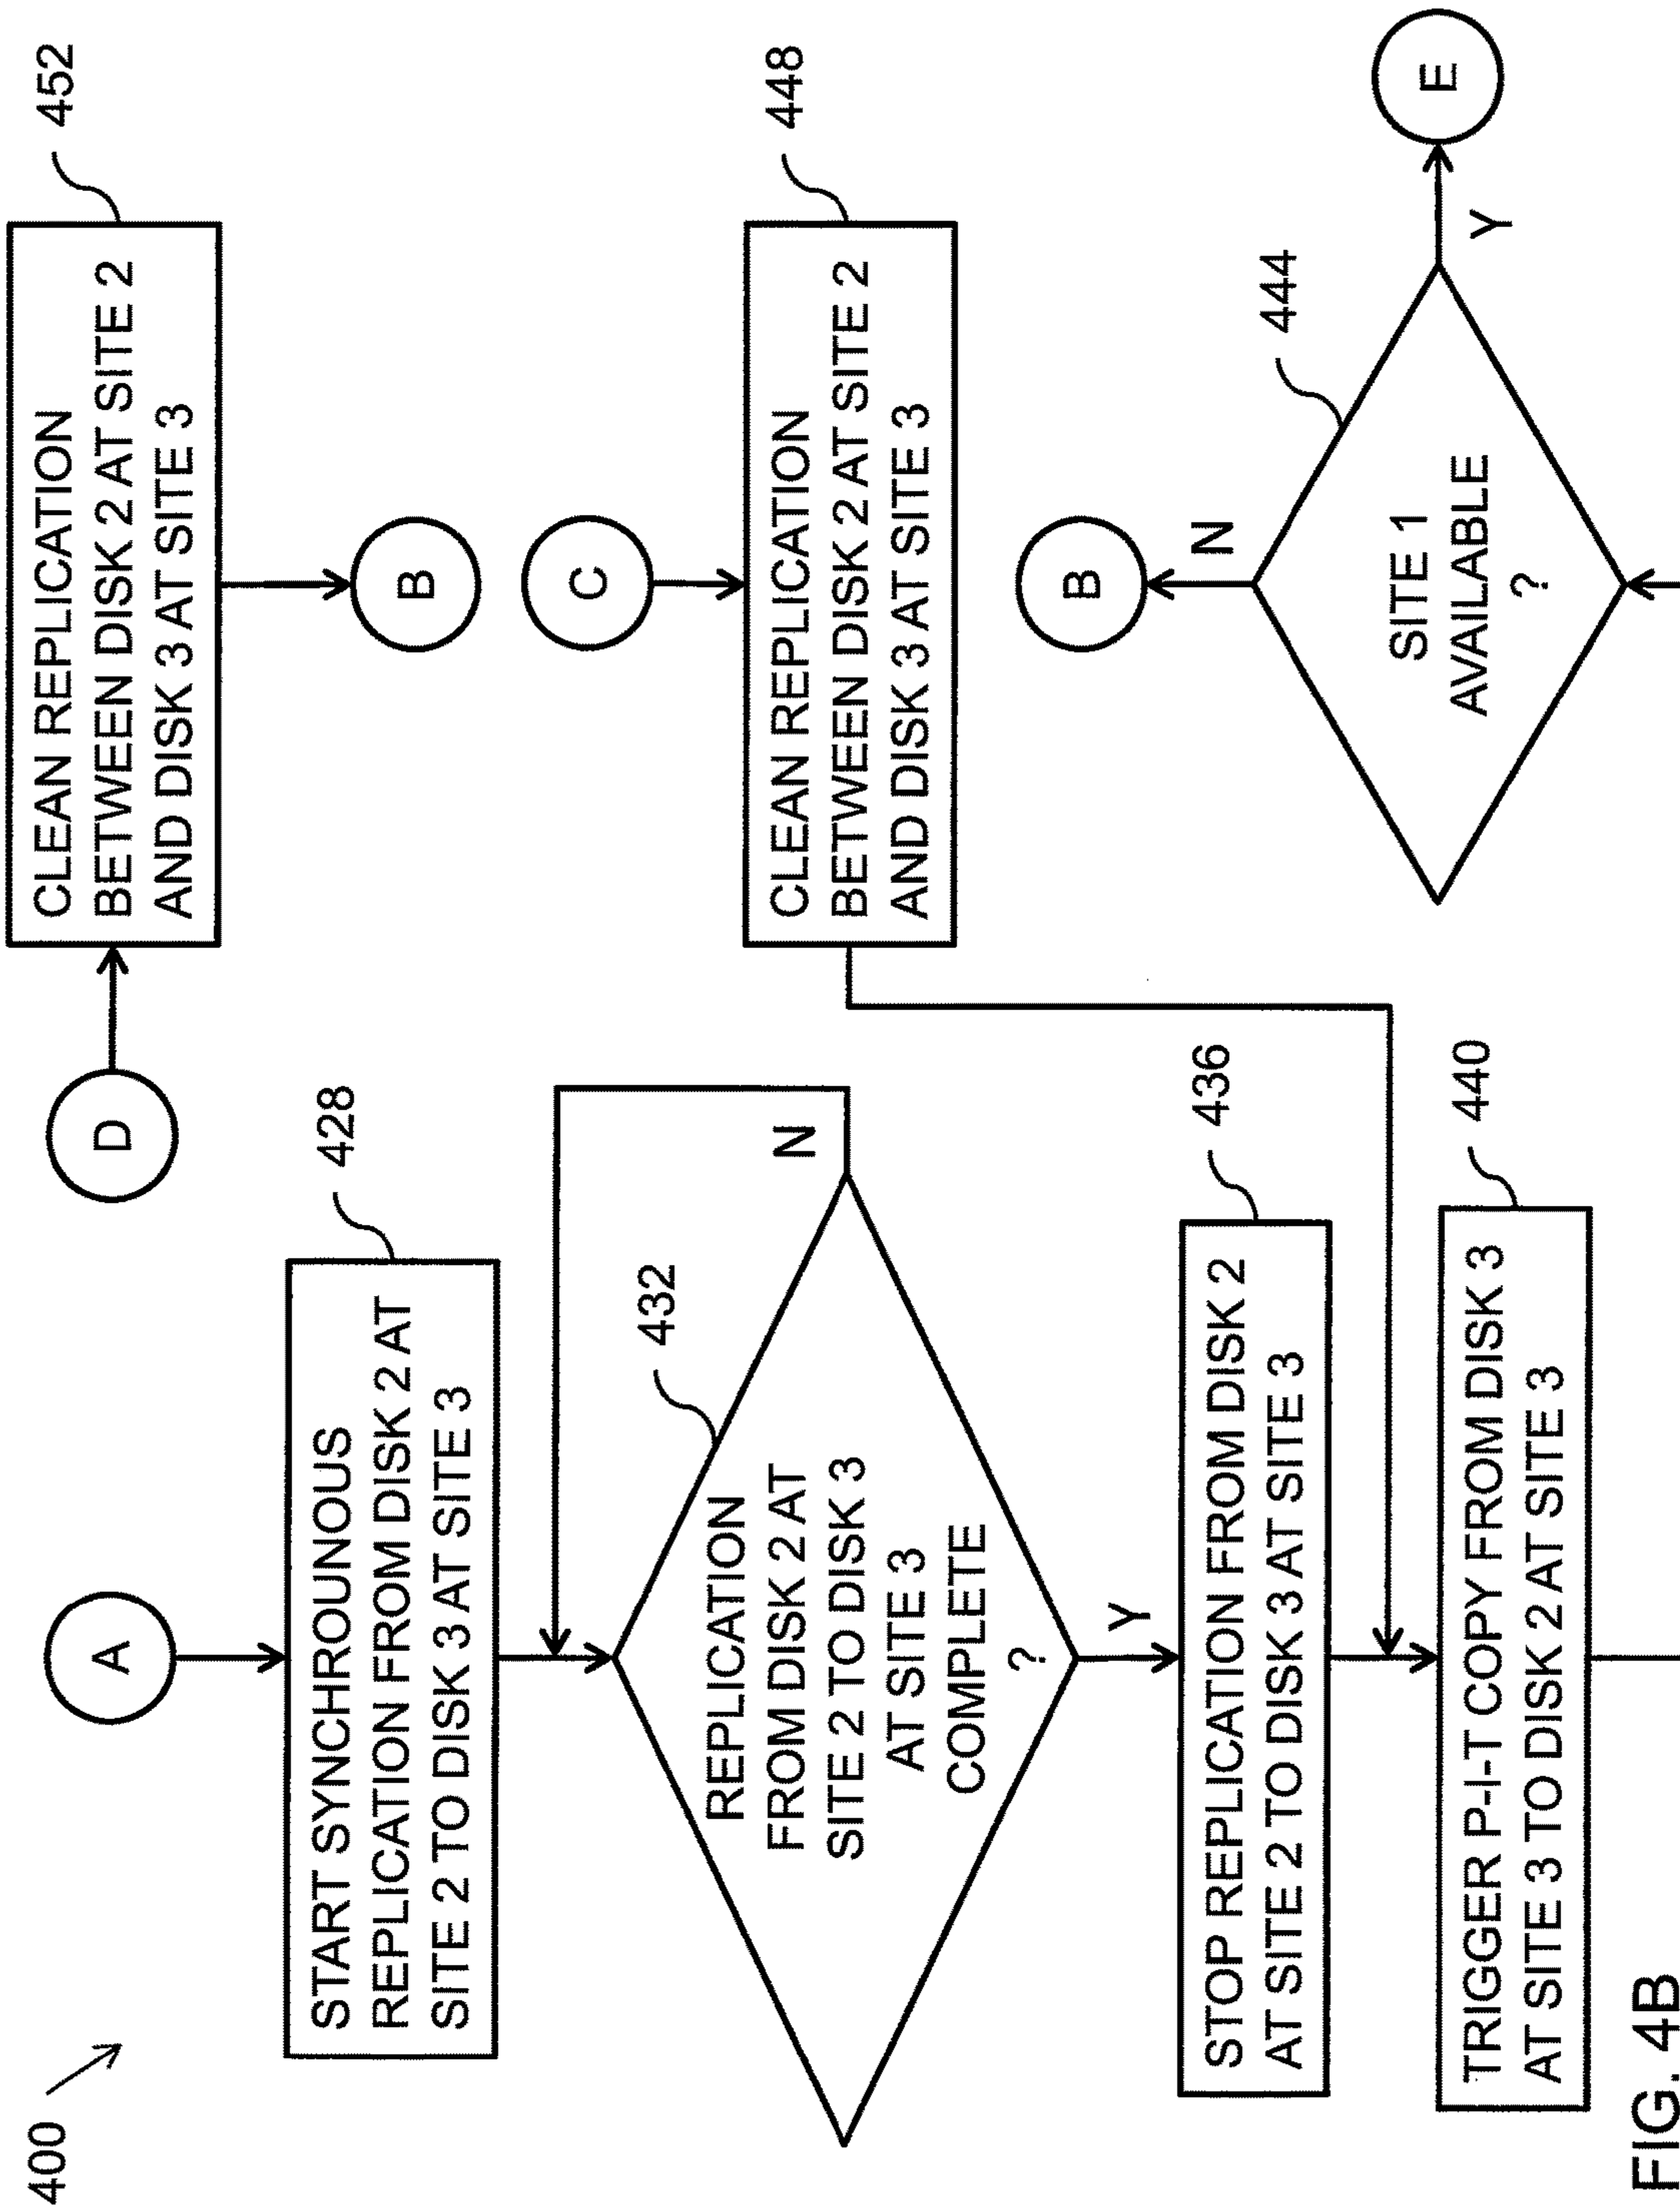 400
A
START SYNCHROUNOUS
REPLICATION FROM DISK 2 AT
SITE 2 TO DISK 3 AT SITE 3
428
REPLICATION
FROM DISK 2 AT
SITE 2 TO DISK 3
AT SITE 3
COMPLETE
?
432
N
Y
STOP REPLICATION FROM DISK 2
AT SITE 2 TO DISK 3 AT SITE 3
436
TRIGGER P-I-T COPY FROM DISK 3
AT SITE 3 TO DISK 2 AT SITE 3
440
D
CLEAN REPLICATION
BETWEEN DISK 2 AT SITE 2
AND DISK 3 AT SITE 3
452
B
C
CLEAN REPLICATION
BETWEEN DISK 2 AT SITE 2
AND DISK 3 AT SITE 3
448
B
N
SITE 1
AVAILABLE
?
444
Y
E
FIG. 4B